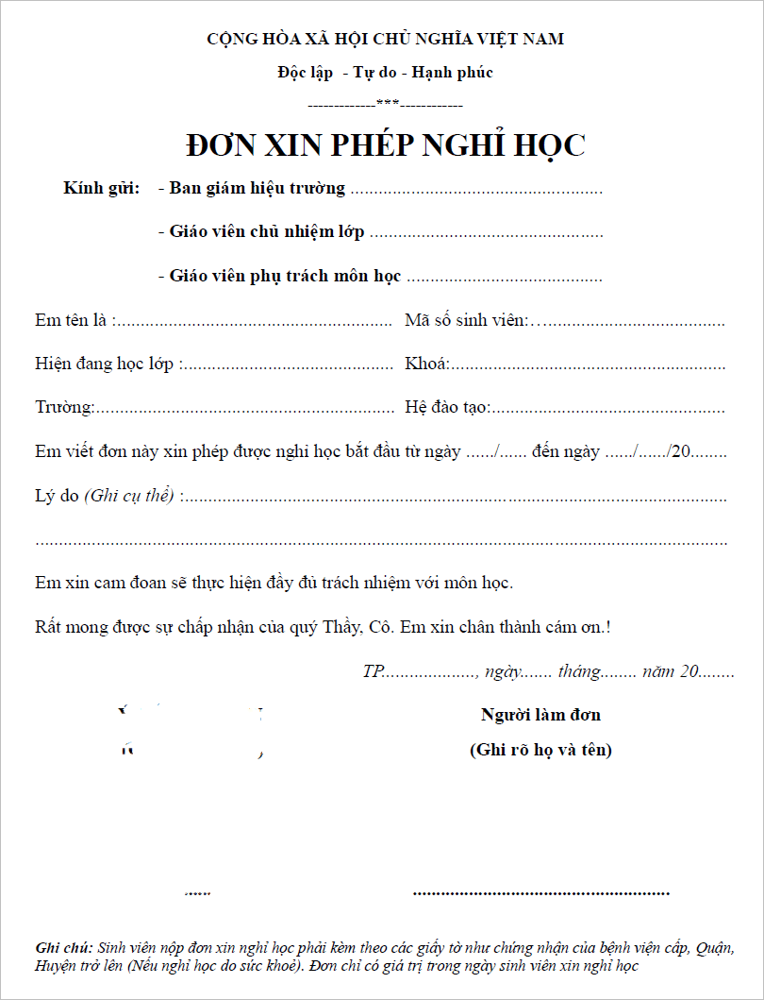 CỘNG HÒA XÃ HỘI CHỦ NGHĨA VIỆT NAM
Độc lập - Tự do - Hạnh phúc
-------------***------------
ĐƠN XIN PHÉP NGHỈ HỌC
Kính gửi: - Ban giám hiệu trường ......................................................
- Giáo viên chủ nhiệm lớp ..................................................
- Giáo viên phụ trách môn học ..........................................
Em tên là :........................................................... Mã số sinh viên:….......................................
Hiện đang học lớp :............................................. Khoá:...........................................................
Trường:................................................................ Hệ đào tạo:..................................................
Em viết đơn này xin phép được nghỉ học bắt đầu từ ngày ....../...... đến ngày ....../....../20........
Lý do (Ghi cụ thể) :....................................................................................................................
....................................................................................................................................................
Em xin cam đoan sẽ thực hiện đầy đủ trách nhiệm với môn học.
Rất mong được sự chấp nhận của quý Thầy, Cô. Em xin chân thành cám ơn.!
TP...................., ngày....... tháng........ năm 20........
Người làm đơn
(Ghi rõ họ và tên)
......................................................
Ghi chú: Sinh viên nộp đơn xin nghỉ học phải kèm theo các giấy tờ như chứng nhận của bệnh viện cấp, Quận,
Huyện trở lên (Nếu nghỉ học do sức khoẻ). Đơn chỉ có giá trị trong ngày sinh viên xin nghỉ học